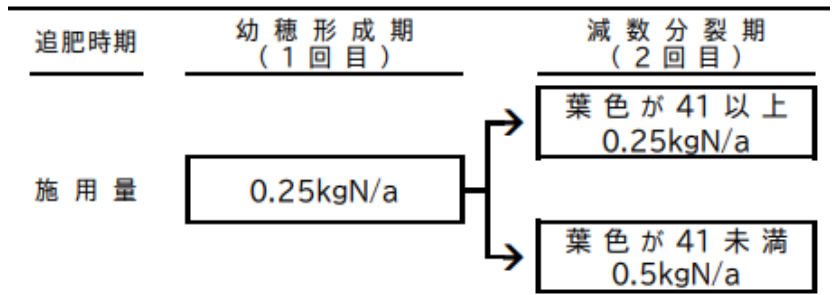 追肥時期
幼穂形成期
(1回目)
減数分裂期
(2回目)
施用量
0.25kgN/a
葉色が41以上
0.25kgN/a
葉色が41未満
0.5kgN/a